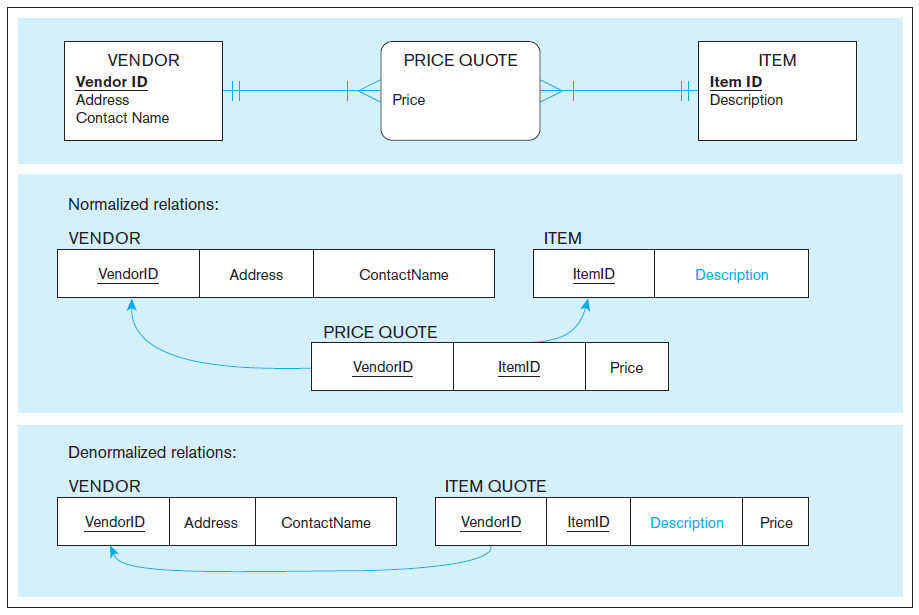 VENDOR
Vendor ID
Address
Contact Name
PRICE QUOTE
Price
ITEM
Item ID
Description
Normalized relations:
VENDOR
VendorID Address ContactName
ITEM
ItemID Description
PRICE QUOTE
VendorID ItemID Price
Denormalized relations:
VENDOR
VendorID Address ContactName
ITEM QUOTE
VendorID ItemID Description Price